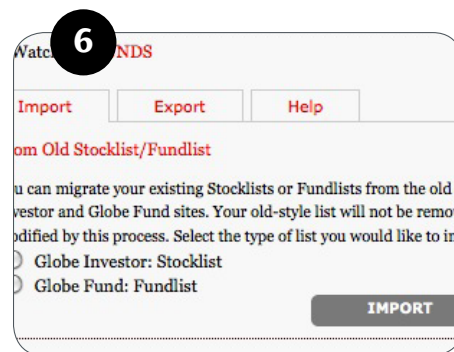 6
Watc NDS
Import Export Help
om Old Stocklist/Fundlist
u can migrate your existing Stocklists or Fundlists from the old
vestor and Globe Fund sites. Your old-style list will not be remo
odified by this process. Select the type of list you would like to im
Globe Investor: Stocklist
Globe Fund: Fundlist
IMPORT